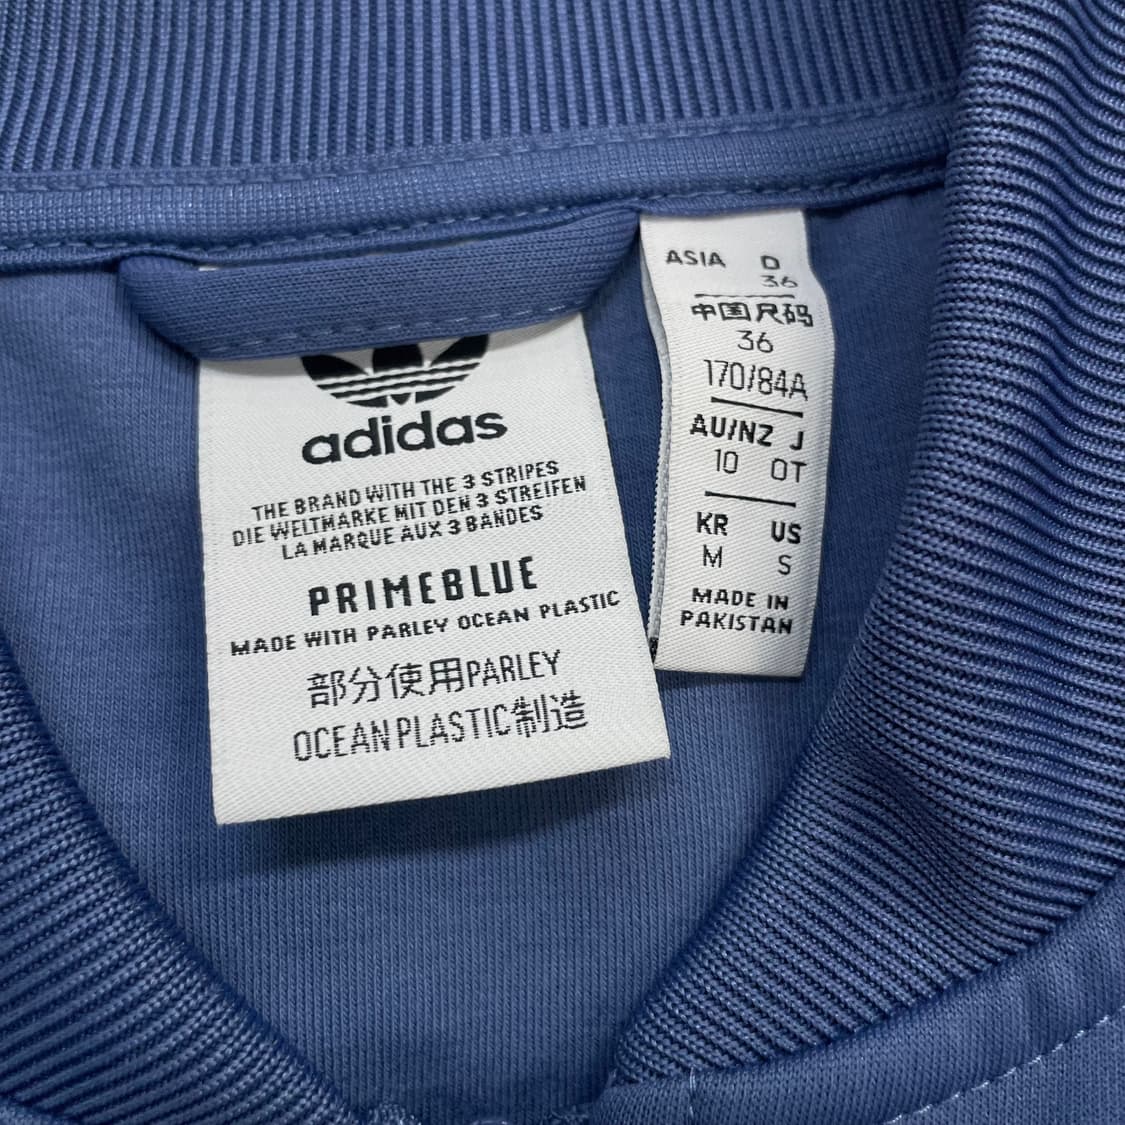 adidas
THE BRAND WITH THE 3 STRIPES
DIE WELTMARKE MIT DEN 3 STREIFEN
LA MARQUE AUX 3 BANDES
PRIMEBLUE
MADE WITH PARLEY OCEAN PLASTIC
部分使用PARLEY
OCEAN PLASTIC制造
ASIA D
36
中国尺码
36
170/84A
AU/NZ J
10 OT
KR US
M S
MADE IN
PAKISTAN